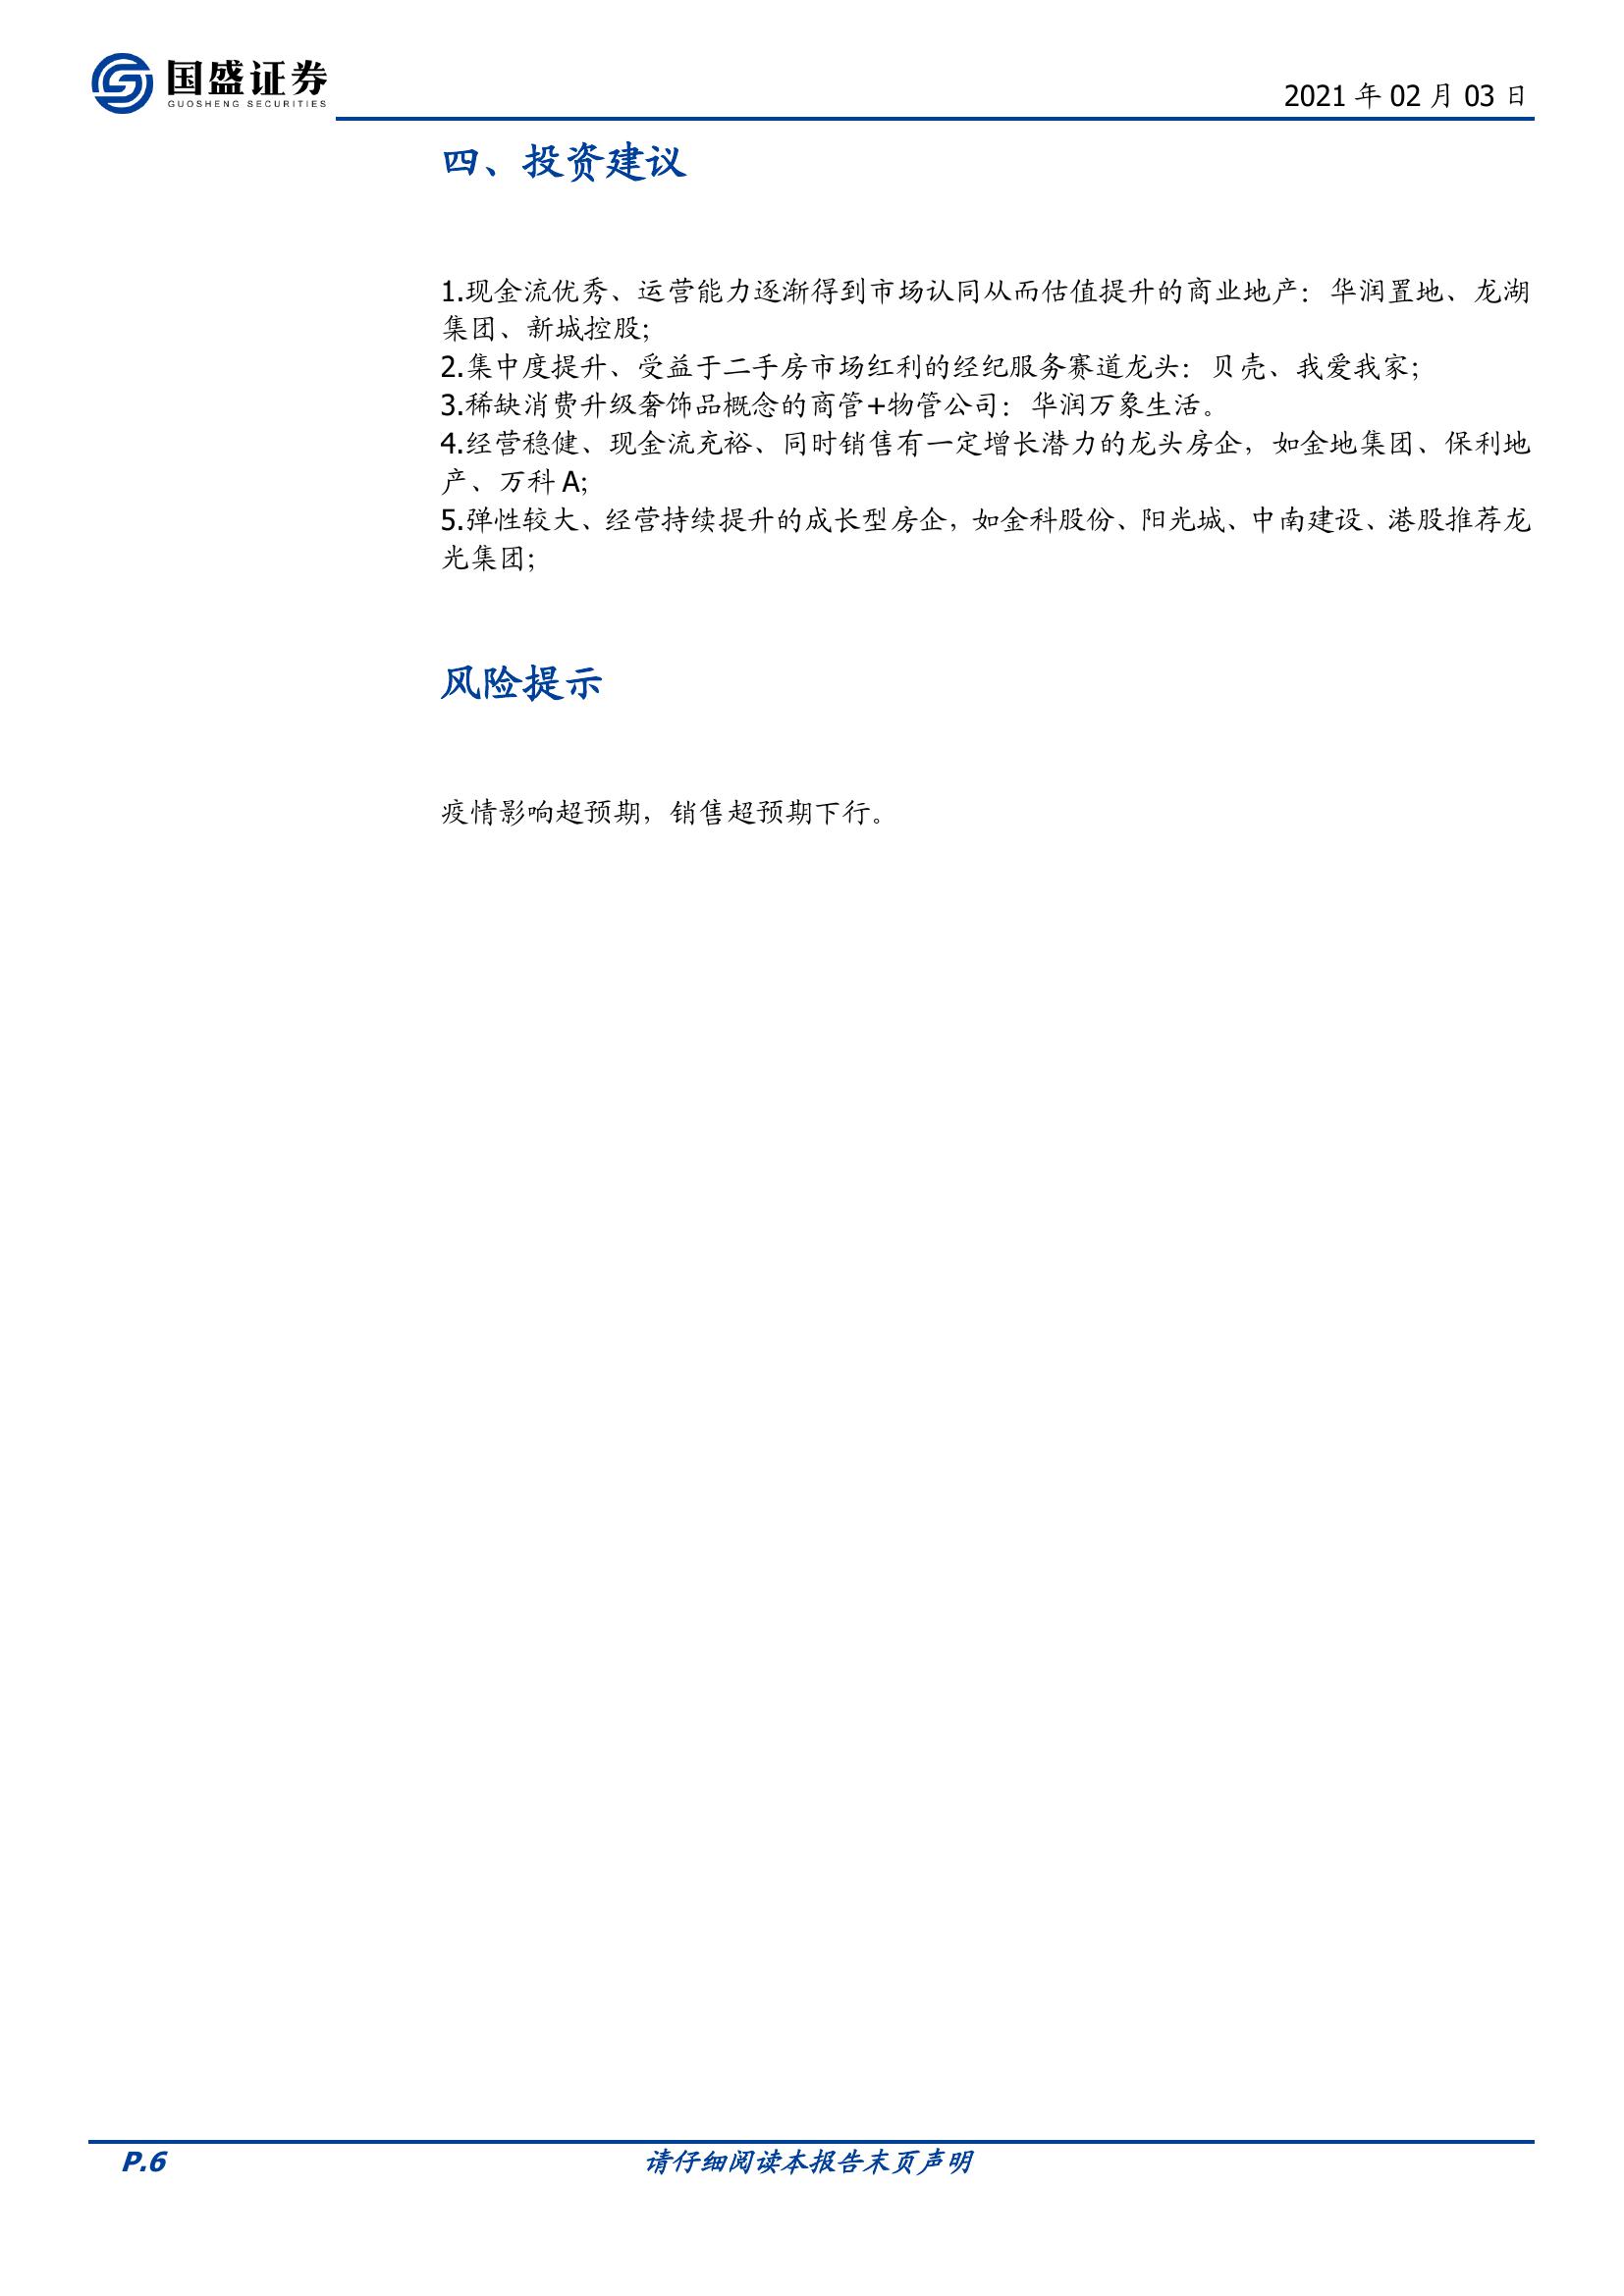 国盛证券
GUOSHENG SECURITIES
2021 年 02 月 03 日
四、投资建议
1.现金流优秀、运营能力逐渐得到市场认同从而估值提升的商业地产：华润置地、龙湖
集团、新城控股；
2.集中度提升、受益于二手房市场红利的经纪服务赛道龙头：贝壳、我爱我家；
3.稀缺消费升级奢饰品概念的商管+物管公司：华润万象生活。
4.经营稳健、现金流充裕、同时销售有一定增长潜力的龙头房企，如金地集团、保利地
产、万科 A；
5.弹性较大、经营持续提升的成长型房企，如金科股份、阳光城、中南建设、港股推荐龙
光集团；
风险提示
疫情影响超预期，销售超预期下行。
P.6
请仔细阅读本报告末页声明